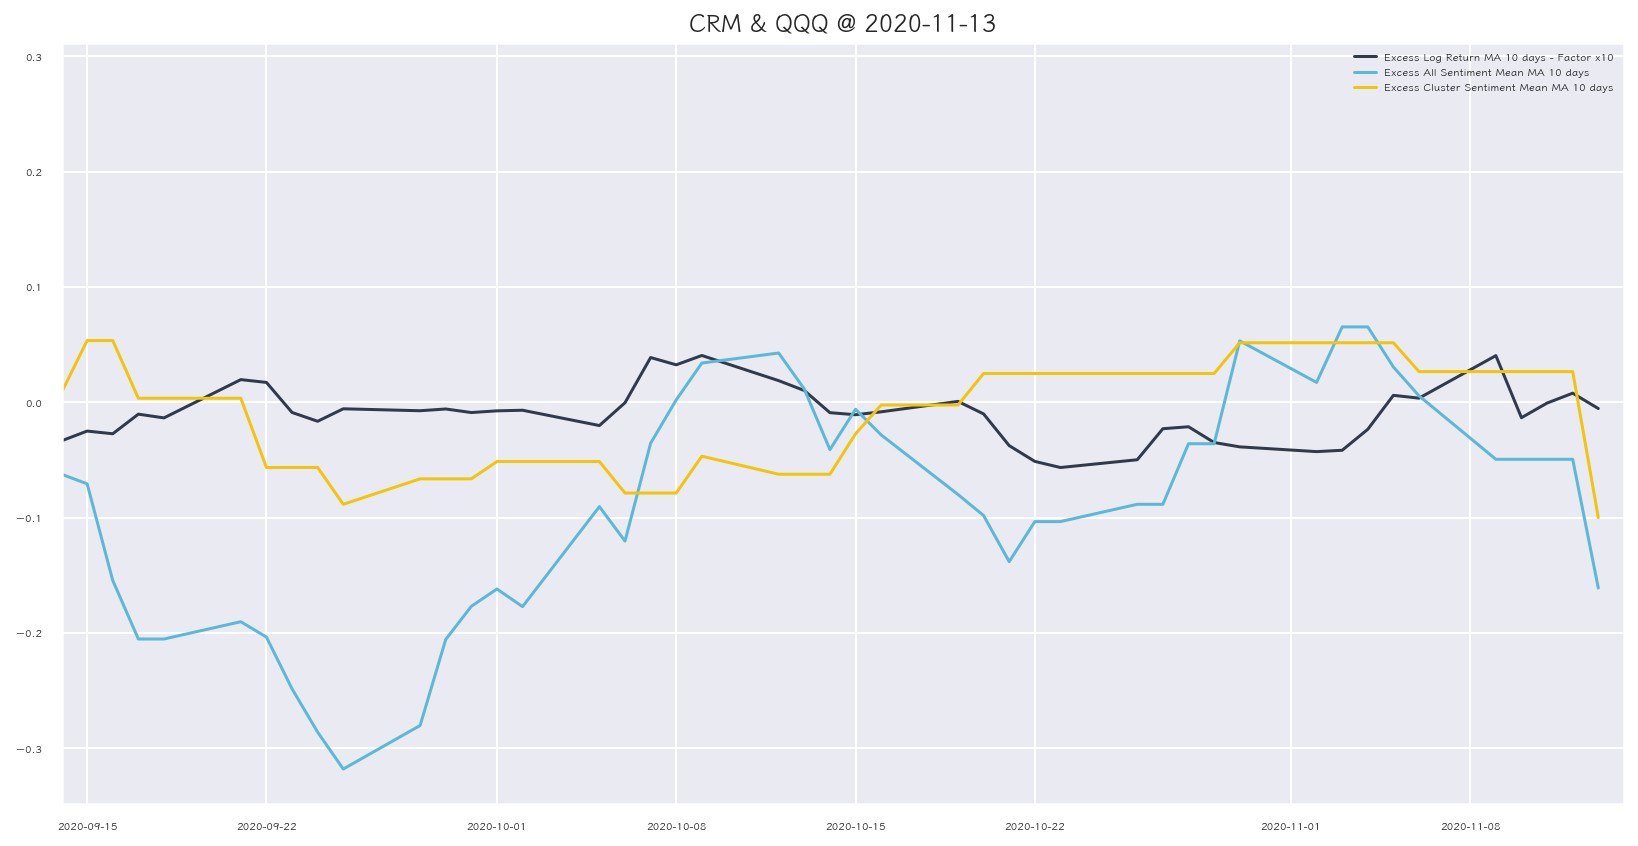 CRM & QQQ @ 2020-11-13
Excess Log Return MA 10 days - Factor x10
Excess All Sentiment Mean MA 10 days
Excess Cluster Sentiment Mean MA 10 days
0.3
0.2
0.1
0.0
−0.1
−0.2
−0.3
2020-09-15 2020-09-22 2020-10-01 2020-10-08 2020-10-15 2020-10-22 2020-11-01 2020-11-08